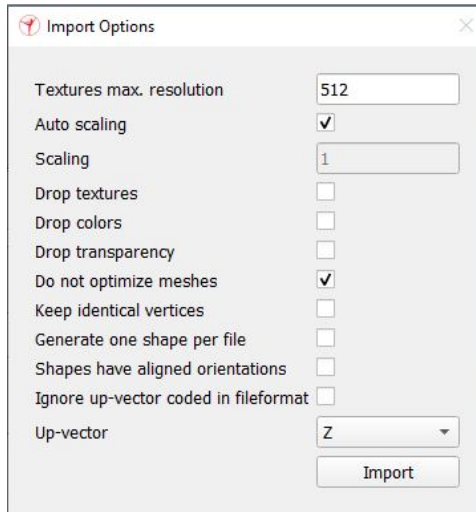 Import Options
Textures max. resolution 512
Auto scaling
Scaling 1
Drop textures
Drop colors
Drop transparency
Do not optimize meshes
Keep identical vertices
Generate one shape per file
Shapes have aligned orientations
Ignore up-vector coded in fileformat
Up-vector Z
Import